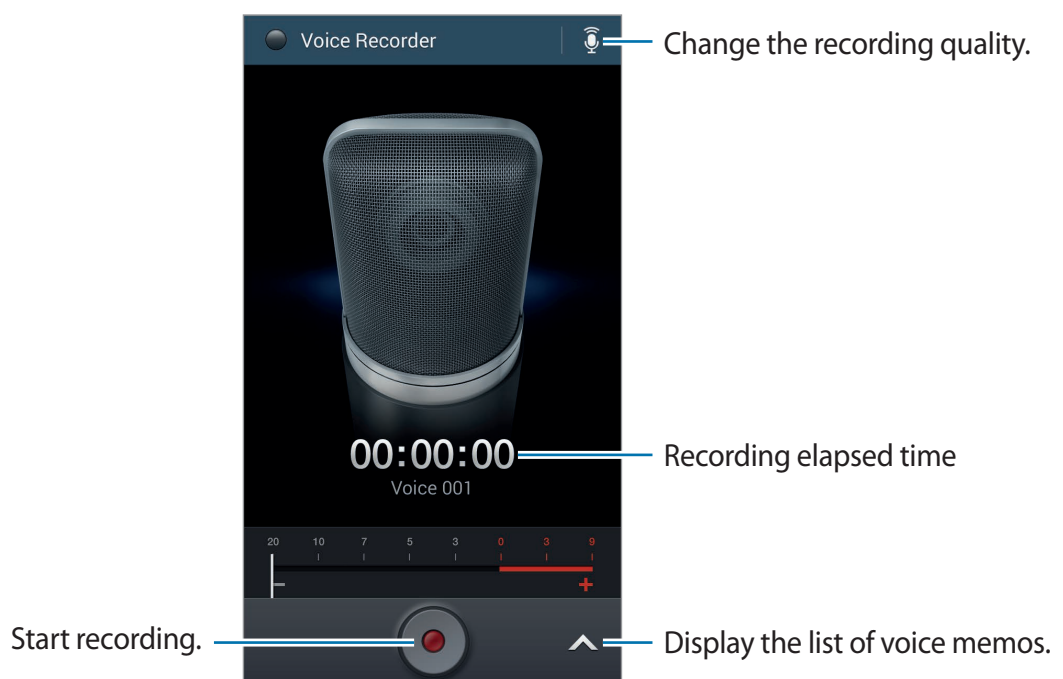 Voice Recorder
Change the recording quality.
00:00:00
Recording elapsed time
Voice 001
20 10 7 5 3 0 3 9
- +
Start recording.
Display the list of voice memos.